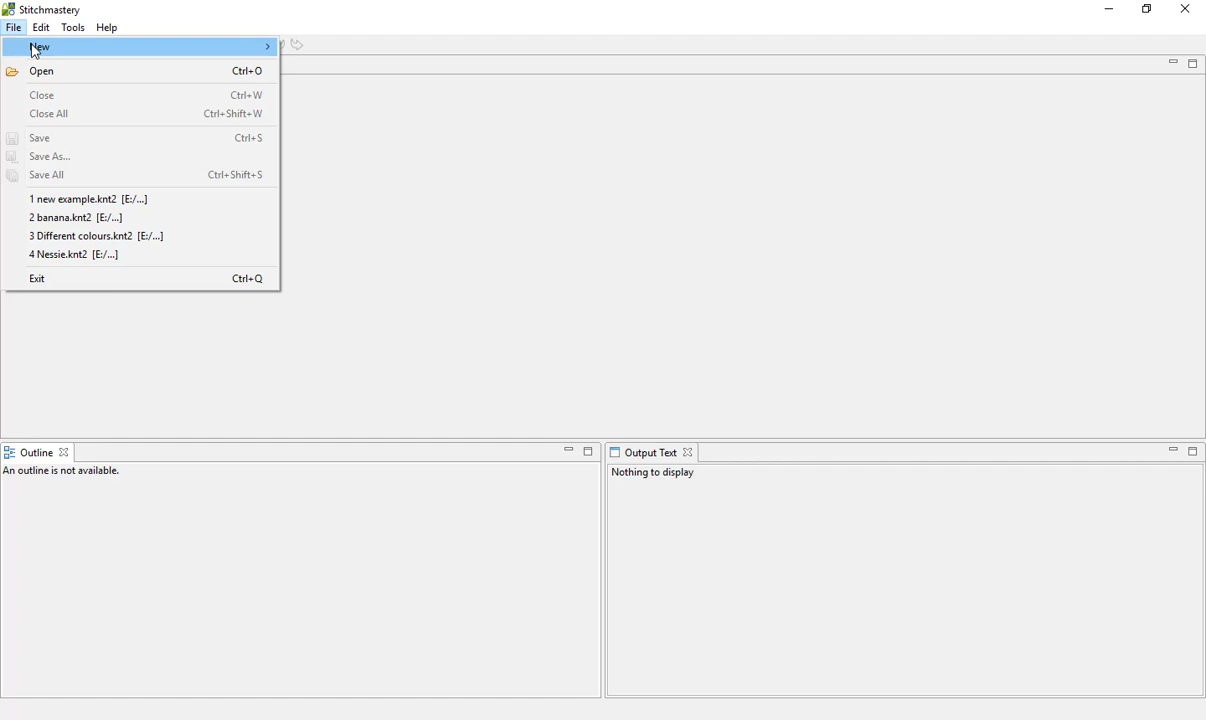 Stitchmastery
File Edit Tools Help
New
Open Ctrl+O
Close Ctrl+W
Close All Ctrl+Shift+W
Save Ctrl+S
Save As...
Save All Ctrl+Shift+S
1 new example.knt2 [E:/...]
2 banana.knt2 [E:/...]
3 Different colours.knt2 [E:/...]
4 Nessie.knt2 [E:/...]
Exit Ctrl+Q
Outline
An outline is not available.
Output Text
Nothing to display